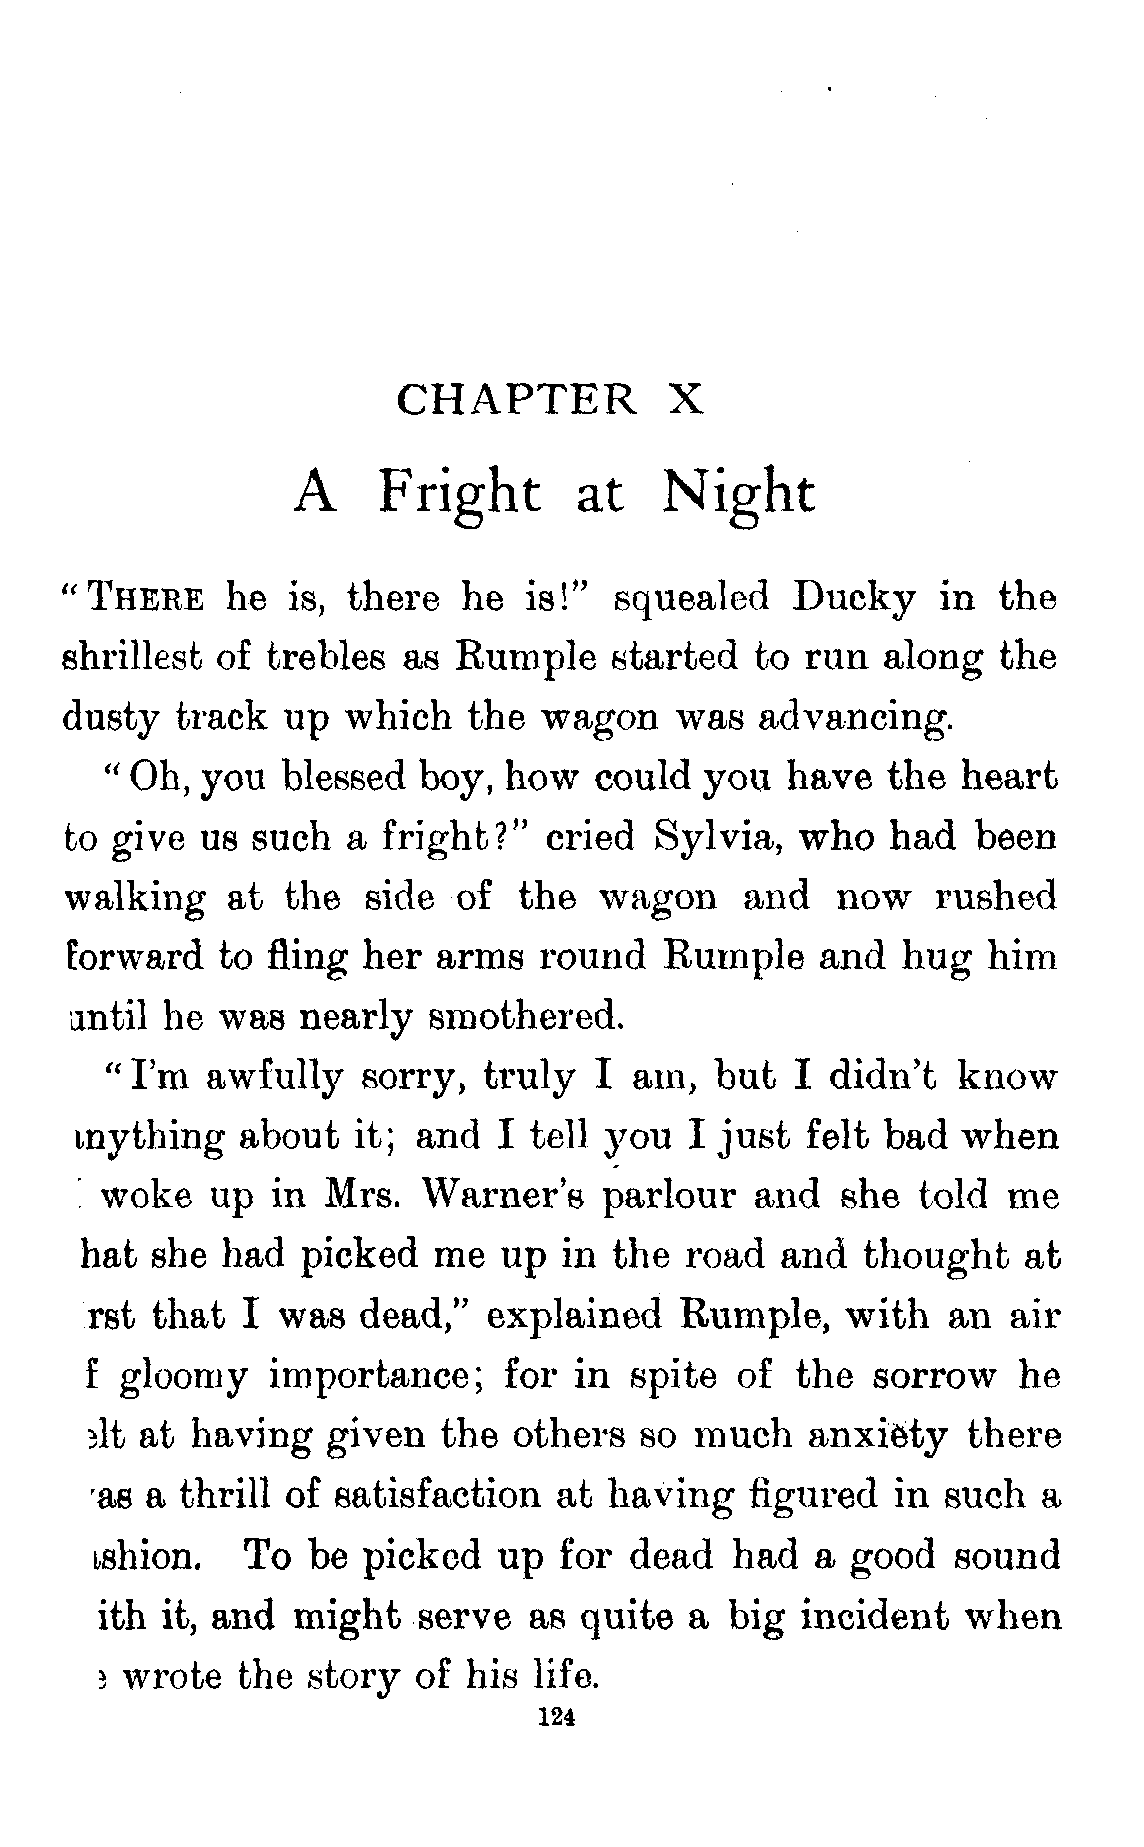 CHAPTER X
A Fright at Night
"THERE he is, there he is!" squealed Ducky in the
shrillest of trebles as Rumple started to run along the
dusty track up which the wagon was advancing.
"Oh, you blessed boy, how could you have the heart
to give us such a fright?" cried Sylvia, who had been
walking at the side of the wagon and now rushed
forward to fling her arms round Rumple and hug him
until he was nearly smothered.
"I'm awfully sorry, truly I am, but I didn't know
nything about it; and I tell you I just felt bad when
woke up in Mrs. Warner's parlour and she told me
hat she had picked me up in the road and thought at
rst that I was dead," explained Rumple, with an air
f gloomy importance; for in spite of the sorrow he
elt at having given the others so much anxiety there
as a thrill of satisfaction at having figured in such a
shion. To be picked up for dead had a good sound
ith it, and might serve as quite a big incident when
e wrote the story of his life.
124